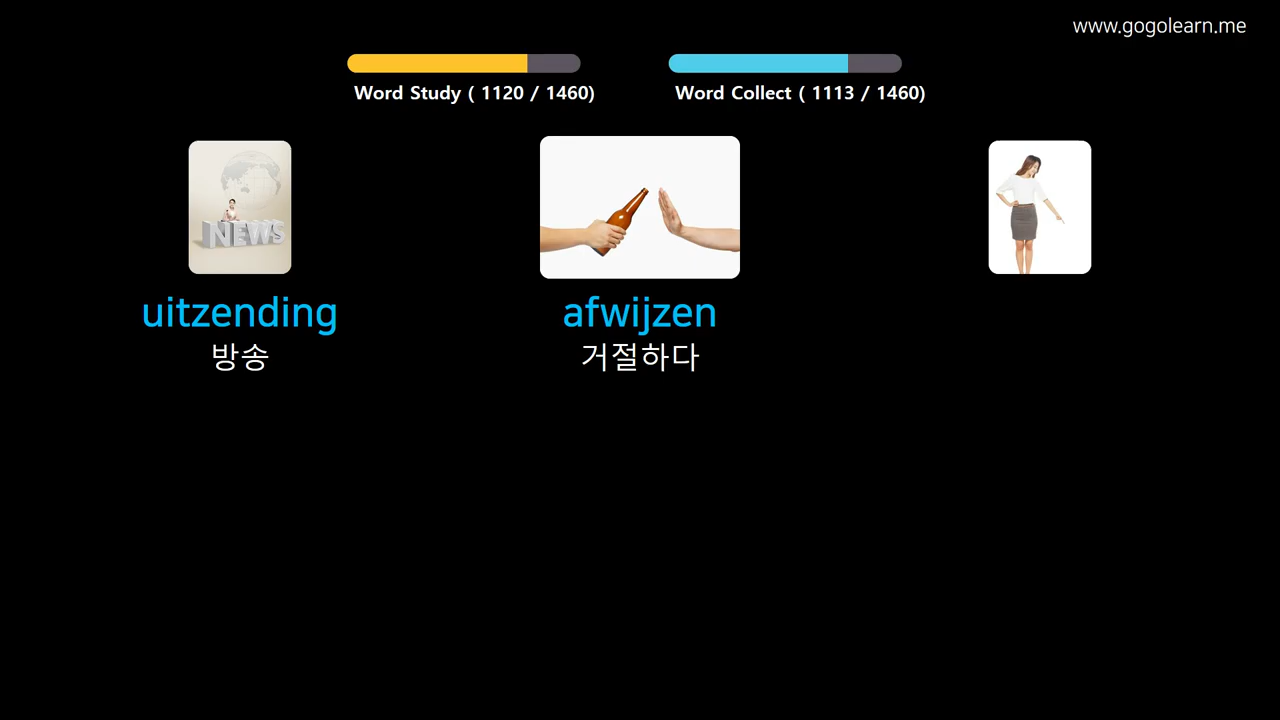 www.gogolearn.me
Word Study ( 1120 / 1460)
Word Collect ( 1113 / 1460)
NEWS
uitzending
afwijzen
방송
거절하다